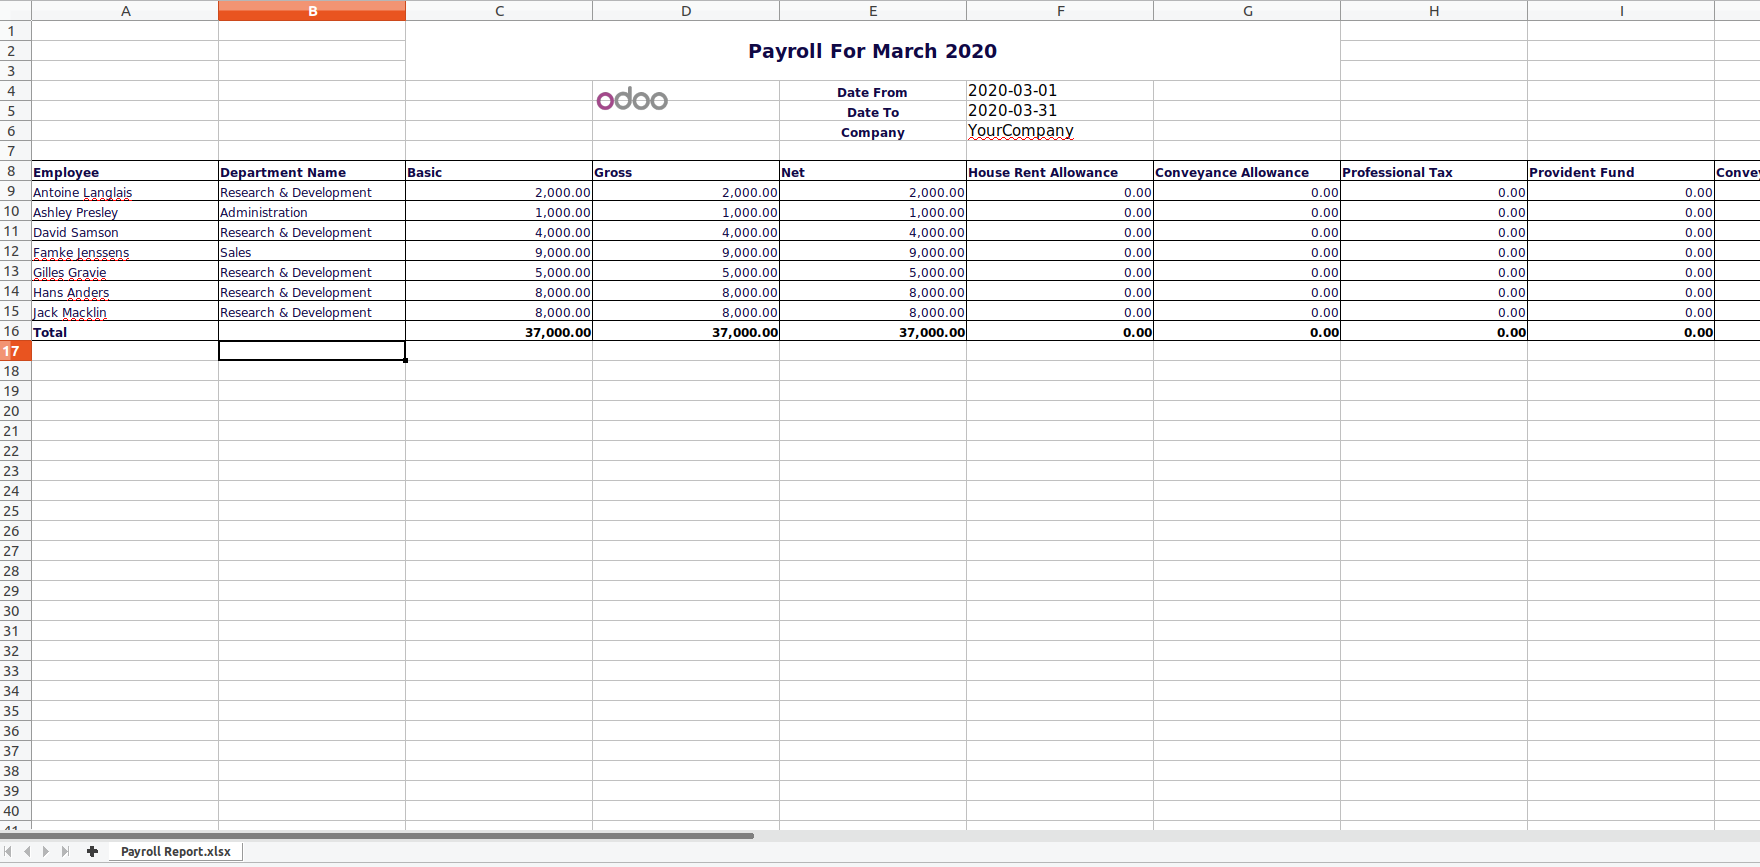 A B C D E F G H I
1
2 Payroll For March 2020
3
4 odoo Date From 2020-03-01
5 Date To 2020-03-31
6 Company YourCompany
7
8 Employee Department Name Basic Gross Net House Rent Allowance Conveyance Allowance Professional Tax Provident Fund Conve
9 Antoine Langlais Research & Development 2,000.00 2,000.00 2,000.00 0.00 0.00 0.00 0.00
10 Ashley Presley Administration 1,000.00 1,000.00 1,000.00 0.00 0.00 0.00 0.00
11 David Samson Research & Development 4,000.00 4,000.00 4,000.00 0.00 0.00 0.00 0.00
12 Famke Jenssens Sales 9,000.00 9,000.00 9,000.00 0.00 0.00 0.00 0.00
13 Gilles Gravie Research & Development 5,000.00 5,000.00 5,000.00 0.00 0.00 0.00 0.00
14 Hans Anders Research & Development 8,000.00 8,000.00 8,000.00 0.00 0.00 0.00 0.00
15 Jack Macklin Research & Development 8,000.00 8,000.00 8,000.00 0.00 0.00 0.00 0.00
16 Total 37,000.00 37,000.00 37,000.00 0.00 0.00 0.00 0.00
17
18
19
20
21
22
23
24
25
26
27
28
29
30
31
32
33
34
35
36
37
38
39
40
41
Payroll Report.xlsx